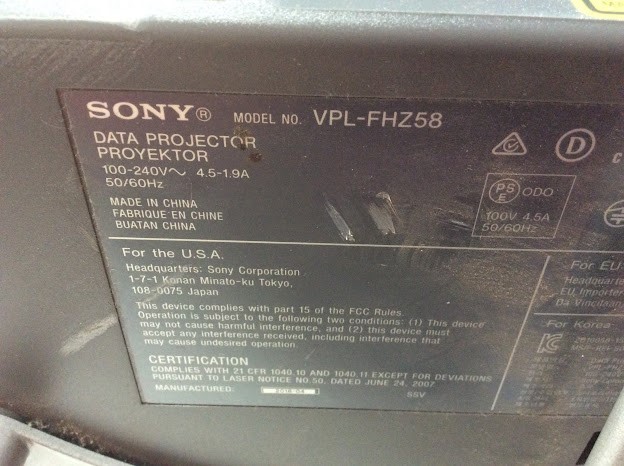 SONY® MODEL NO. VPL-FHZ58
DATA PROJECTOR
PROYEKTOR
100-240V～ 4.5-1.9A
50/60Hz
MADE IN CHINA
FABRIQUE EN CHINE
BUATAN CHINA
D
PS
E
ODO
100V 4.5A
50/60Hz
For the U.S.A.
Headquarters: Sony Corporation
1-7-1 Konan Minato-ku Tokyo,
108-0075 Japan
This device complies with part 15 of the FCC Rules.
Operation is subject to the following two conditions: (1) This device
may not cause harmful interference, and (2) this device must
accept any interference received, including interference that
may cause undesired operation.
CERTIFICATION
COMPLIES WITH 21 CFR 1040.10 AND 1040.11 EXCEPT FOR DEVIATIONS
PURSUANT TO LASER NOTICE NO.50, DATED JUNE 24, 2007
MANUFACTURED:
SSV
For EU
Headquarte
EU Importer
Da Vincilaan
For Korea